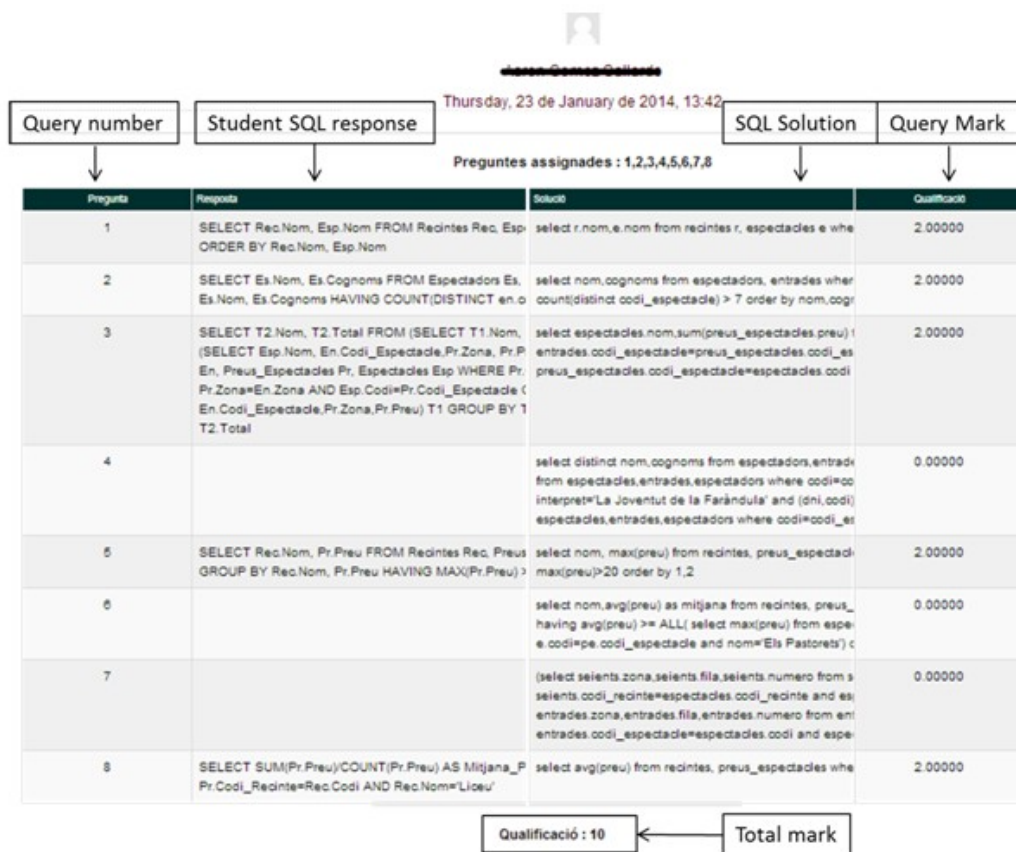 Thursday, 23 de January de 2014, 13:42
Query number
Student SQL response
SQL Solution
Query Mark
Preguntes assignades : 1,2,3,4,5,6,7,8
Pregunta Resposta Solució Qualificació
1 SELECT Rec.Nom, Esp.Nom FROM Recintes Rec, Esp select r.nom,e.nom from recintes r, espectacles e whe 2.00000
ORDER BY Rec.Nom, Esp.Nom
2 SELECT Es.Nom, Es.Cognoms FROM Espectadors Es, select nom,cognoms from espectadors, entrades wher 2.00000
Es.Nom, Es.Cognoms HAVING COUNT(DISTINCT en.c count(distinct codi_espectacle) > 7 order by nom,cogn
3 SELECT T2.Nom, T2.Total FROM (SELECT T1.Nom, select espectacles.nom,sum(preus_espectacles.preu) 2.00000
(SELECT Esp.Nom, En.Codi_Espectacle,Pr.Zona, Pr.P entrades.codi_espectacle=preus_espectacles.codi_es
En, Preus_Espectacles Pr, Espectacles Esp WHERE Pr. preus_espectacles.codi_espectacle=espectacles.codi
Pr.Zona=En.Zona AND Esp.Codi=Pr.Codi_Espectacle
En.Codi_Espectacle,Pr.Zona,Pr.Preu) T1 GROUP BY T
T2.Total
4 select distinct nom,cognoms from espectadors,entrade 0.00000
from espectacles,entrades,espectadors where codi=co
interpret='La Joventut de la Faràndula' and (dni,codi)
espectacles,entrades,espectadors where codi=codi_es
5 SELECT Rec.Nom, Pr.Preu FROM Recintes Rec, Preus select nom, max(preu) from recintes, preus_espectacle 2.00000
GROUP BY Rec.Nom, Pr.Preu HAVING MAX(Pr.Preu) > max(preu)>20 order by 1,2
6 select nom,avg(preu) as mitjana from recintes, preus_ 0.00000
having avg(preu) >= ALL( select max(preu) from espe
e.codi=pe.codi_espectacle and nom='Els Pastorets') c
7 (select seients.zona,seients.fila,seients.numero from s 0.00000
seients.codi_recinte=espectacles.codi_recinte and es
entrades.zona,entrades.fila,entrades.numero from ent
entrades.codi_espectacle=espectacles.codi and espe
8 SELECT SUM(Pr.Preu)/COUNT(Pr.Preu) AS Mitjana_P select avg(preu) from recintes, preus_espectacles whe 2.00000
Pr.Codi_Recinte=Rec.Codi AND Rec.Nom='Liceu'
Qualificació : 10
Total mark